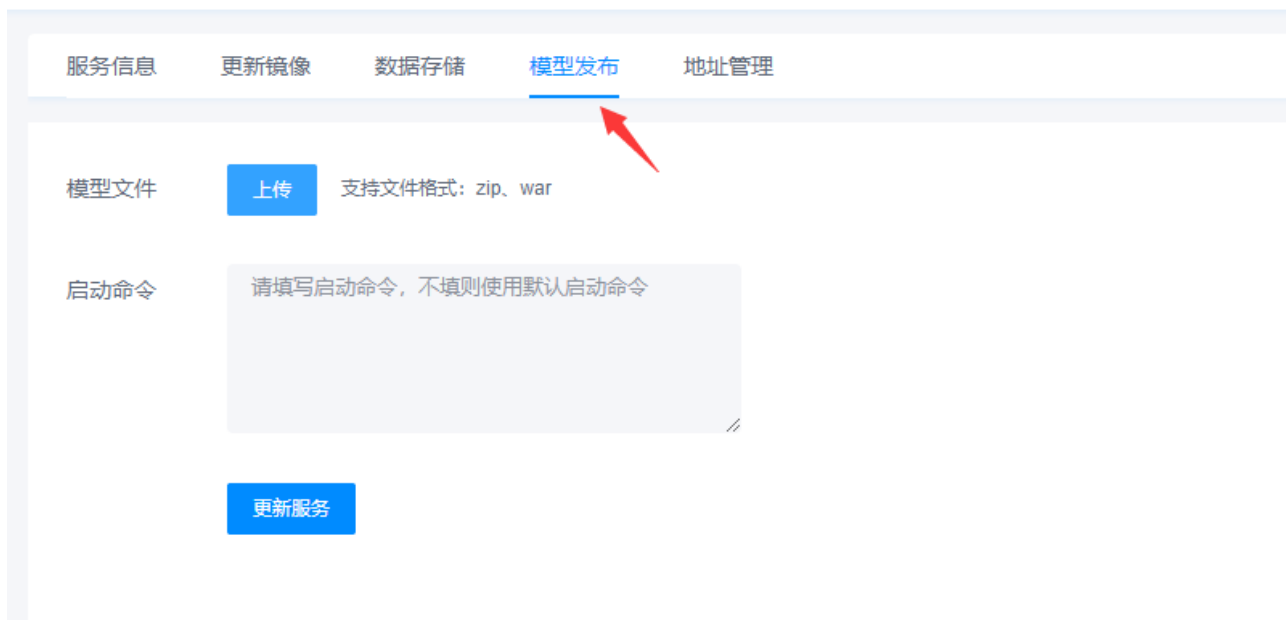 服务信息 更新镜像 数据存储 模型发布 地址管理
模型文件 上传 支持文件格式：zip、war
启动命令 请填写启动命令，不填则使用默认启动命令
更新服务